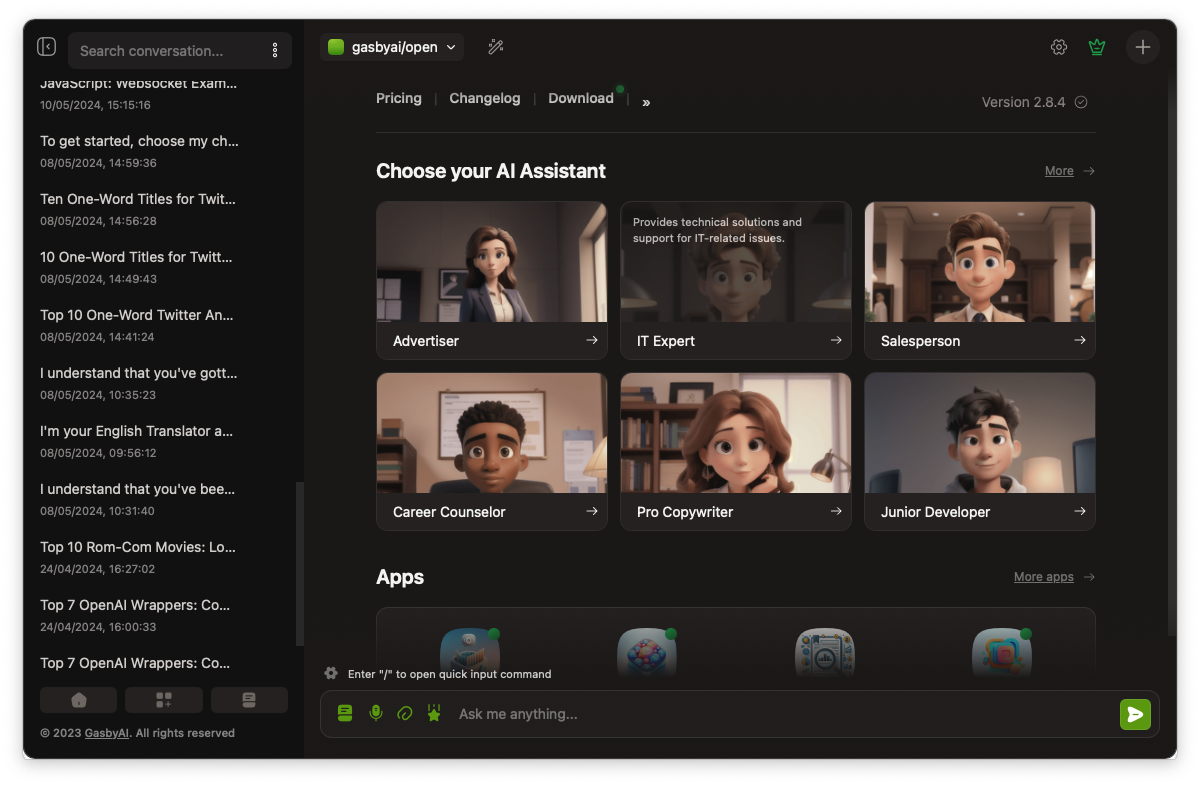 Search conversation...
JavaScript: Websocket Exam...
10/05/2024, 15:15:16
To get started, choose my ch...
08/05/2024, 14:59:36
Ten One-Word Titles for Twit...
08/05/2024, 14:56:28
10 One-Word Titles for Twitt...
08/05/2024, 14:49:43
Top 10 One-Word Twitter An...
08/05/2024, 14:41:24
I understand that you've gott...
08/05/2024, 10:35:23
I'm your English Translator a...
08/05/2024, 09:56:12
I understand that you've bee...
08/05/2024, 10:31:40
Top 10 Rom-Com Movies: Lo...
24/04/2024, 16:27:02
Top 7 OpenAI Wrappers: Co...
24/04/2024, 16:00:33
Top 7 OpenAI Wrappers: Co...
© 2023 GasbyAI. All rights reserved
gasbyai/open
Pricing | Changelog | Download | »
Version 2.8.4
Choose your AI Assistant
More →
Advertiser →
Provides technical solutions and
support for IT-related issues.
IT Expert →
Salesperson →
Career Counselor →
Pro Copywriter →
Junior Developer →
Apps
More apps →
Enter "/" to open quick input command
Ask me anything...